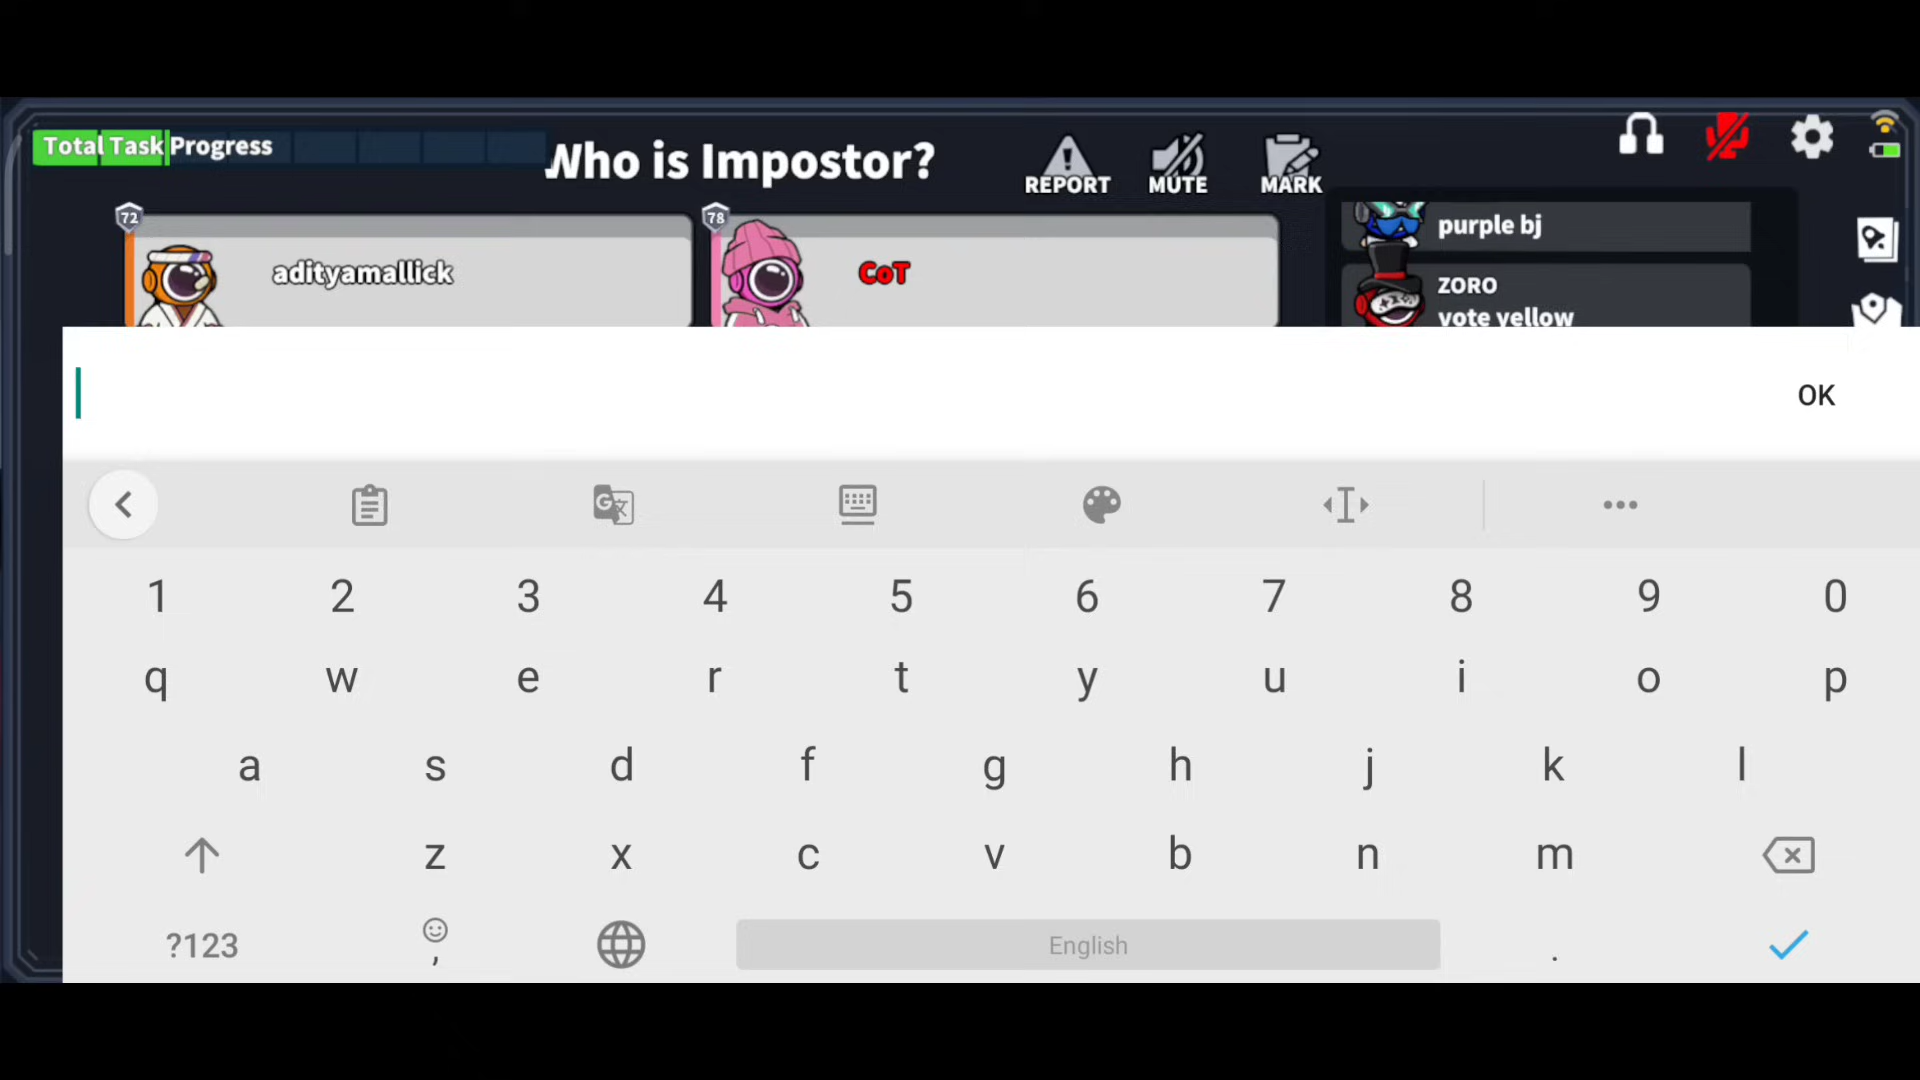 Total Task Progress
Who is Impostor?
REPORT
MUTE
MARK
72
adityamallick
78
CoT
purple bj
ZORO
vote yellow
OK
1 2 3 4 5 6 7 8 9 0
q w e r t y u i o p
a s d f g h j k l
z x c v b n m
?123 , English .